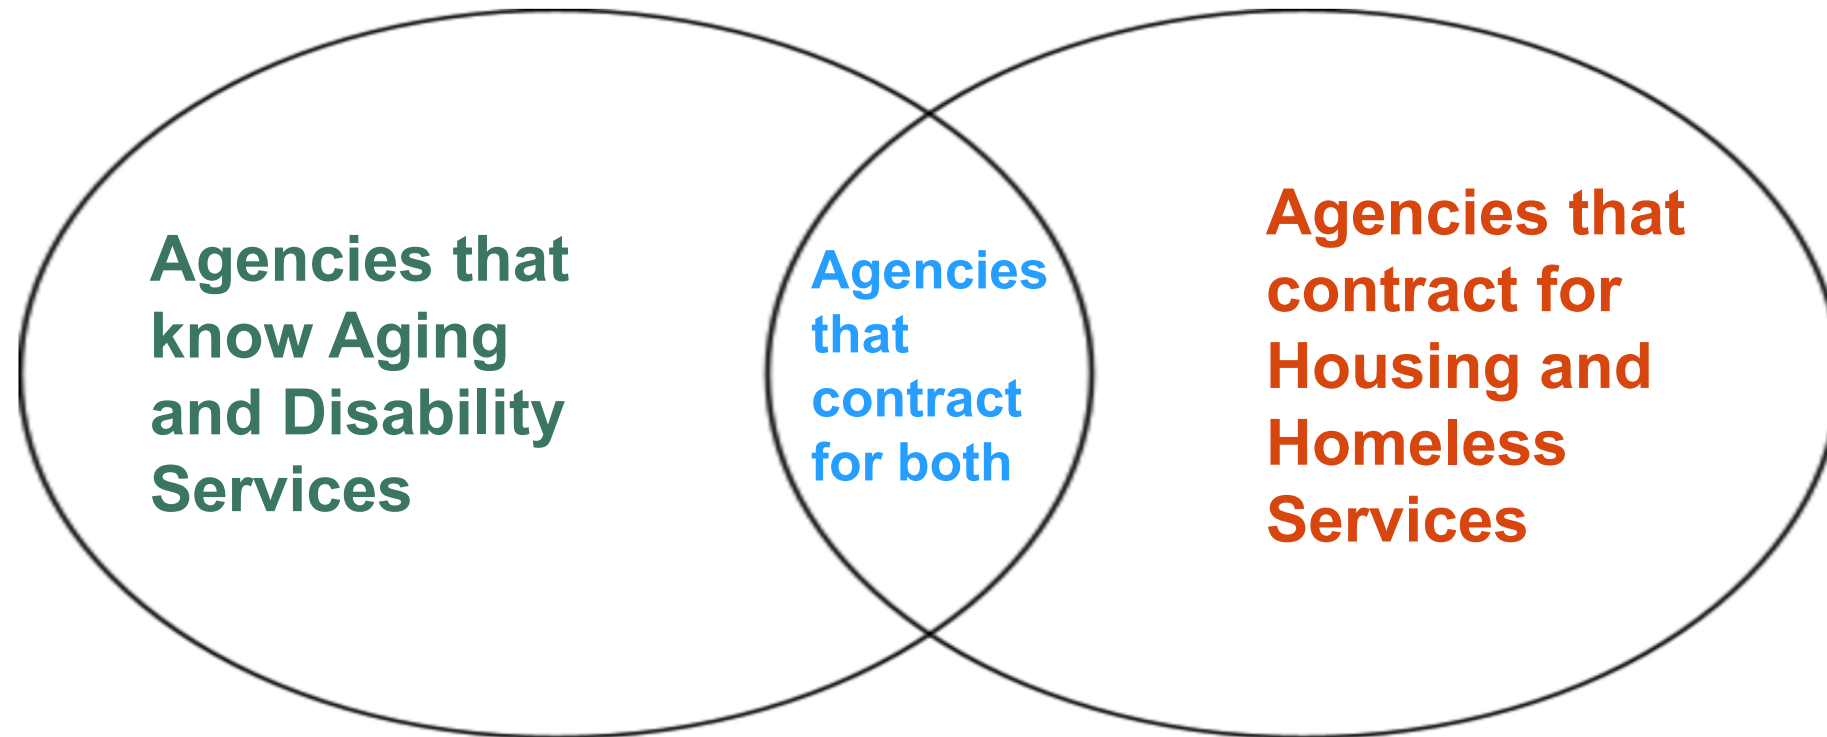 Agencies that
know Aging
and Disability
Services
Agencies
that
contract
for both
Agencies that
contract for
Housing and
Homeless
Services